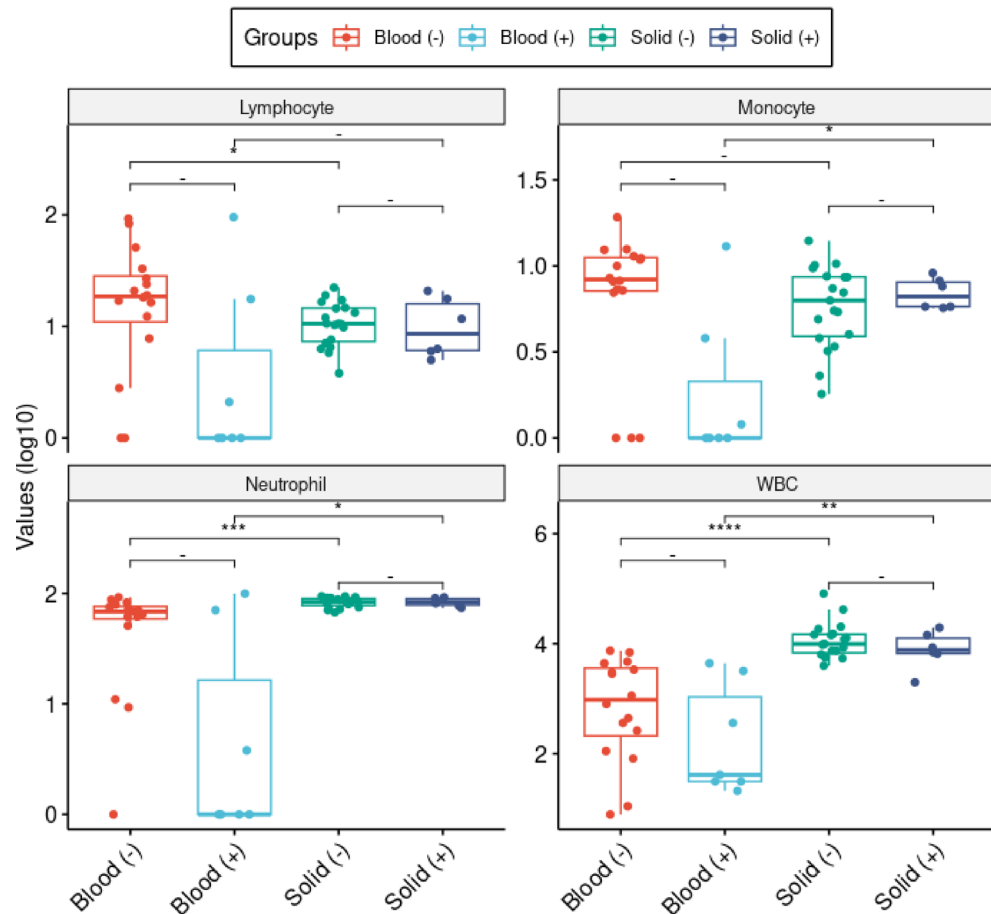 Groups Blood (-) Blood (+) Solid (-) Solid (+)
Lymphocyte
Monocyte
-
*
-
-
*
-
-
-
2
1
0
1.5
1.0
0.5
0.0
Values (log10)
Neutrophil
WBC
*
***
-
-
**
****
-
-
2
1
0
6
4
2
Blood (-)
Blood (+)
Solid (-)
Solid (+)
Blood (-)
Blood (+)
Solid (-)
Solid (+)